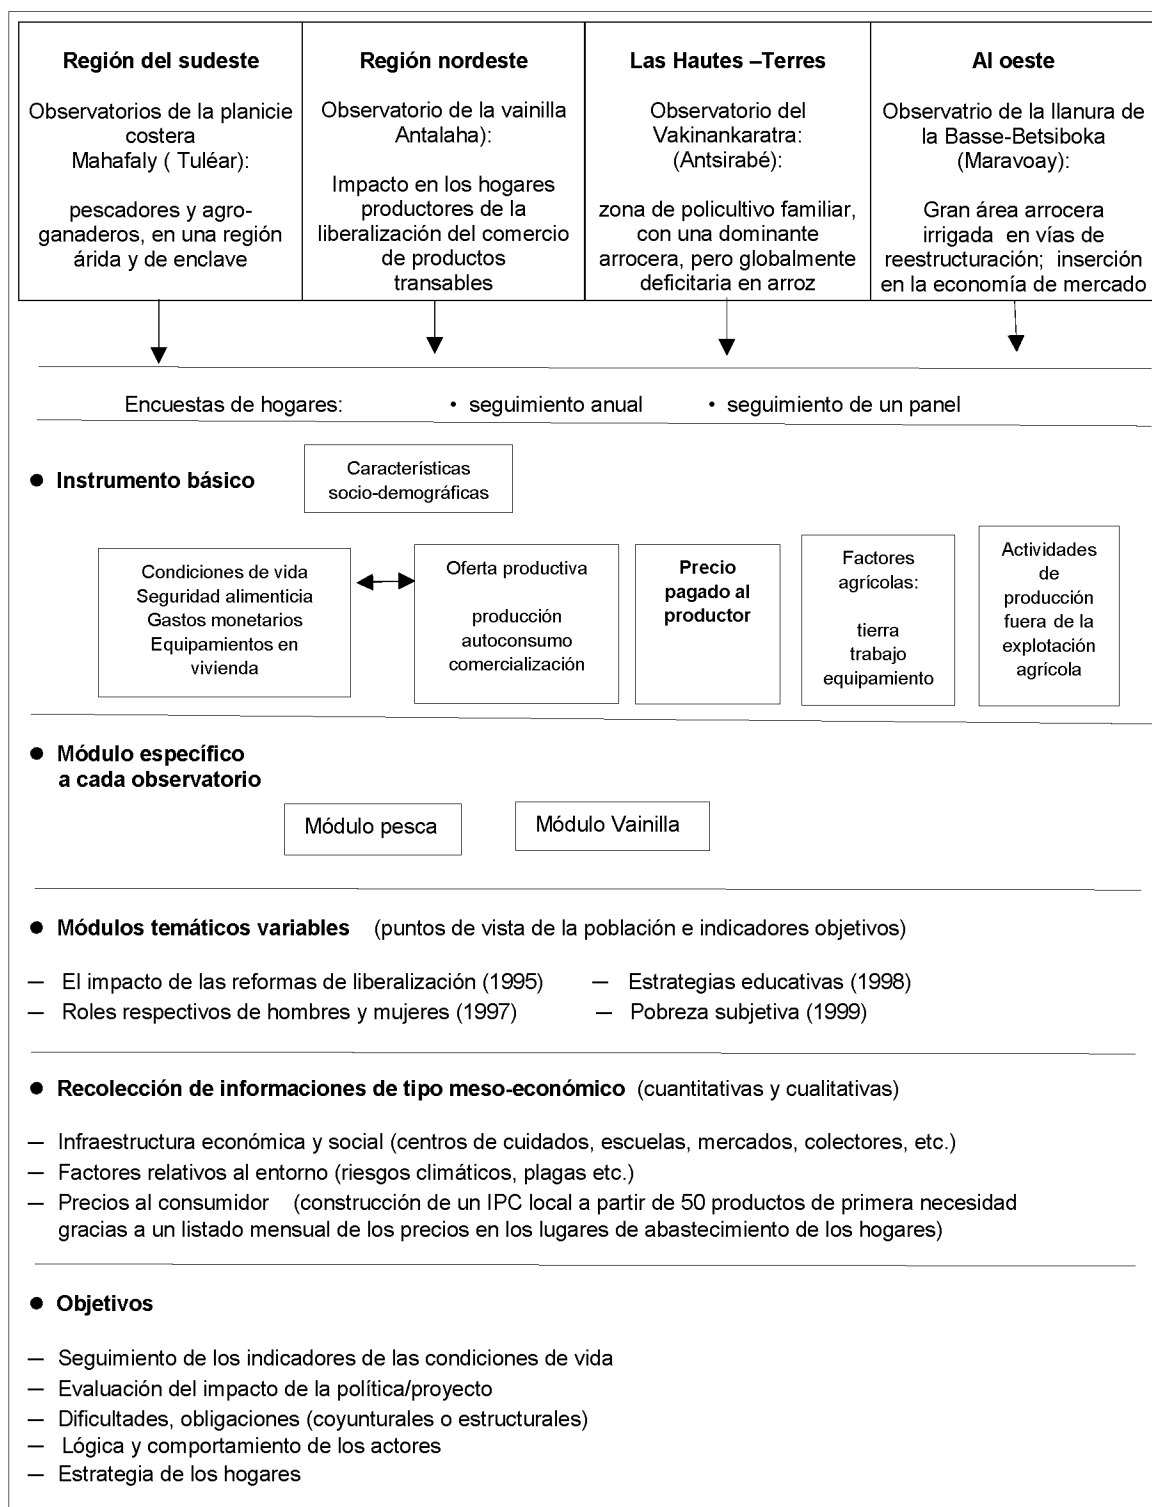 Región del sudeste
Observatorios de la planicie
costera
Mahafaly ( Tuléar):
pescadores y agro-
ganaderos, en una región
árida y de enclave
Región nordeste
Observatorio de la vainilla
Antalaha):
Impacto en los hogares
productores de la
liberalización del comercio
de productos
transables
Las Hautes –Terres
Observatorio del
Vakinankaratra:
(Antsirabé):
zona de policultivo familiar,
con una dominante
arrocera, pero globalmente
deficitaria en arroz
Al oeste
Observatrio de la llanura de
la Basse-Betsiboka
(Maravoay):
Gran área arrocera
irrigada en vías de
reestructuración; inserción
en la economía de mercado
Encuestas de hogares: • seguimiento anual • seguimiento de un panel
● Instrumento básico
Característícas
socio-demográficas
Condiciones de vida
Seguridad alimenticia
Gastos monetarios
Equipamientos en
vivienda
Oferta productiva
producción
autoconsumo
comercialización
Precio
pagado al
productor
Factores
agrícolas:
tierra
trabajo
equipamiento
Actividades
de
producción
fuera de la
explotación
agrícola
● Módulo específico
a cada observatorio
Módulo pesca
Módulo Vainilla
● Módulos temáticos variables (puntos de vista de la población e indicadores objetivos)
— El impacto de las reformas de liberalización (1995) — Estrategias educativas (1998)
— Roles respectivos de hombres y mujeres (1997) — Pobreza subjetiva (1999)
● Recolección de informaciones de tipo meso-económico (cuantitativas y cualitativas)
— Infraestructura económica y social (centros de cuidados, escuelas, mercados, colectores, etc.)
— Factores relativos al entorno (riesgos climáticos, plagas etc.)
— Precios al consumidor (construcción de un IPC local a partir de 50 productos de primera necesidad
gracias a un listado mensual de los precios en los lugares de abastecimiento de los hogares)
● Objetivos
— Seguimiento de los indicadores de las condiciones de vida
— Evaluación del impacto de la política/proyecto
— Dificultades, obligaciones (coyunturales o estructurales)
— Lógica y comportamiento de los actores
— Estrategia de los hogares